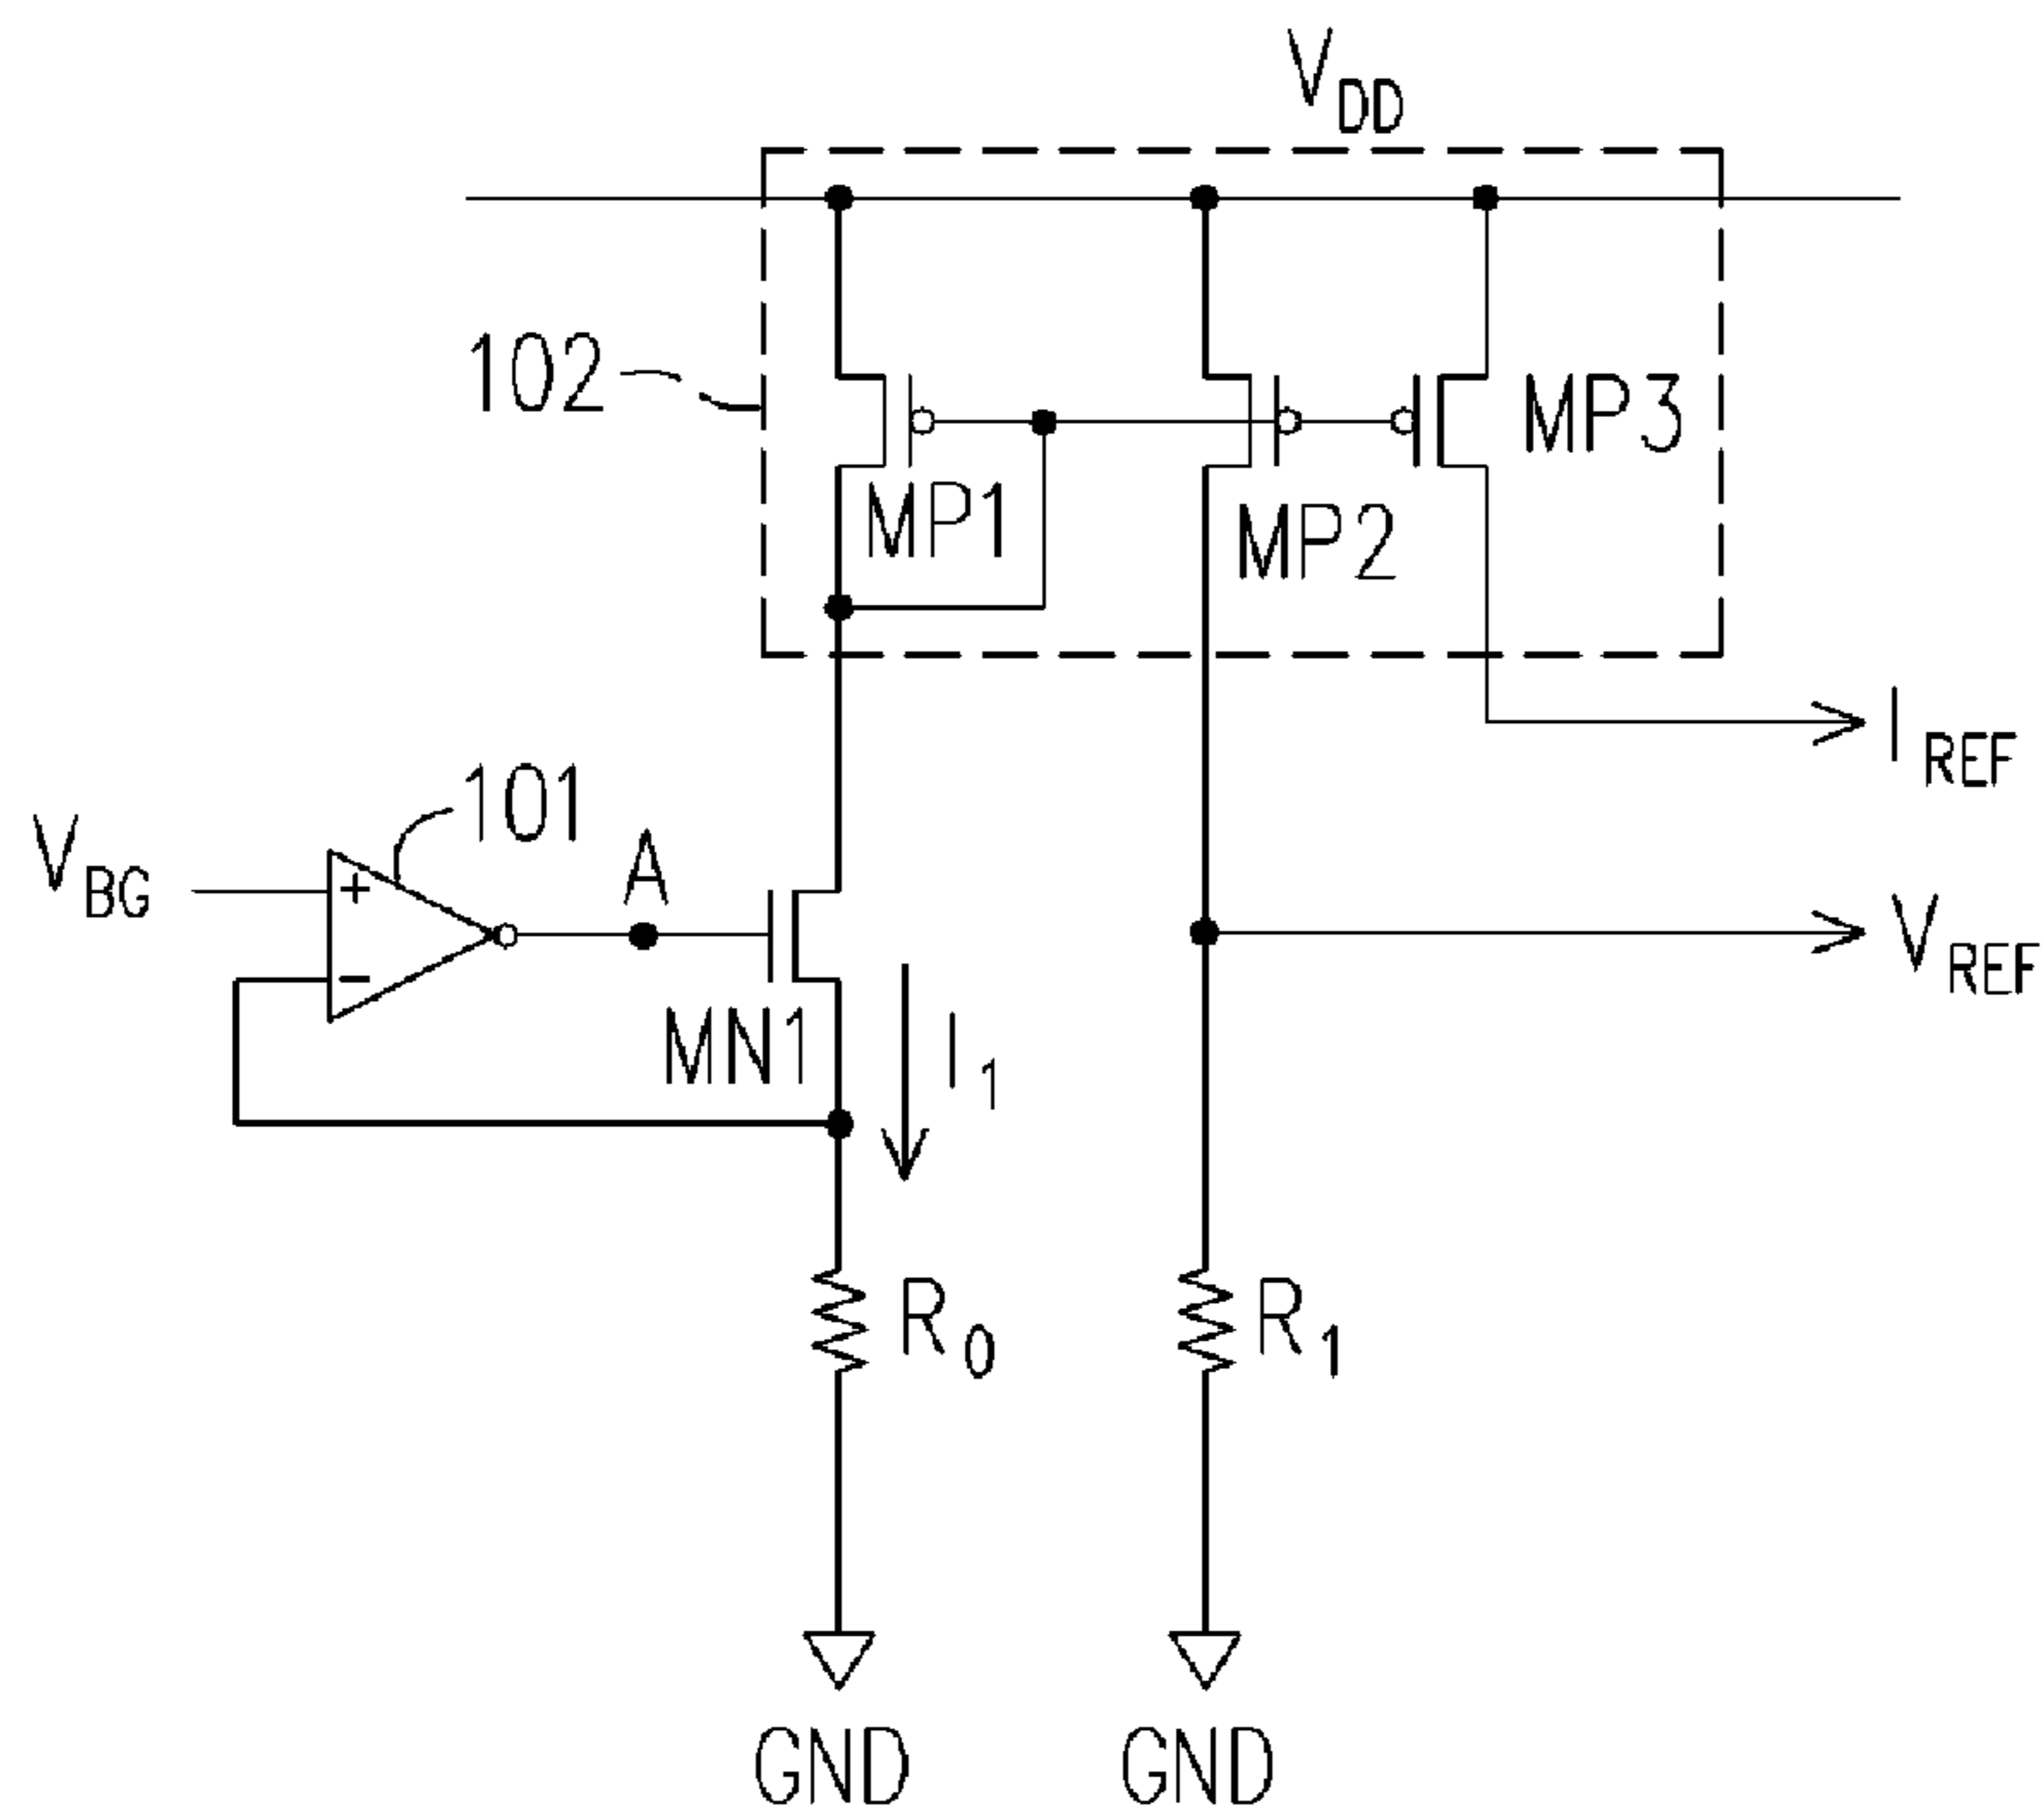 VDD
102
MP1
MP2
MP3
IREF
101
VBG
+
−
A
MN1
I1
VREF
R0
R1
GND
GND